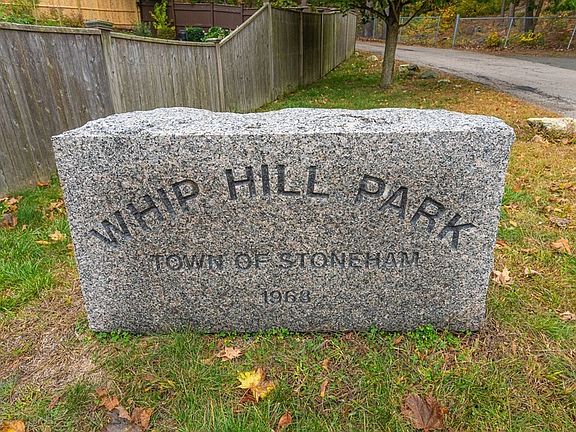 WHIP HILL PARK
TOWN OF STONEHAM
1968